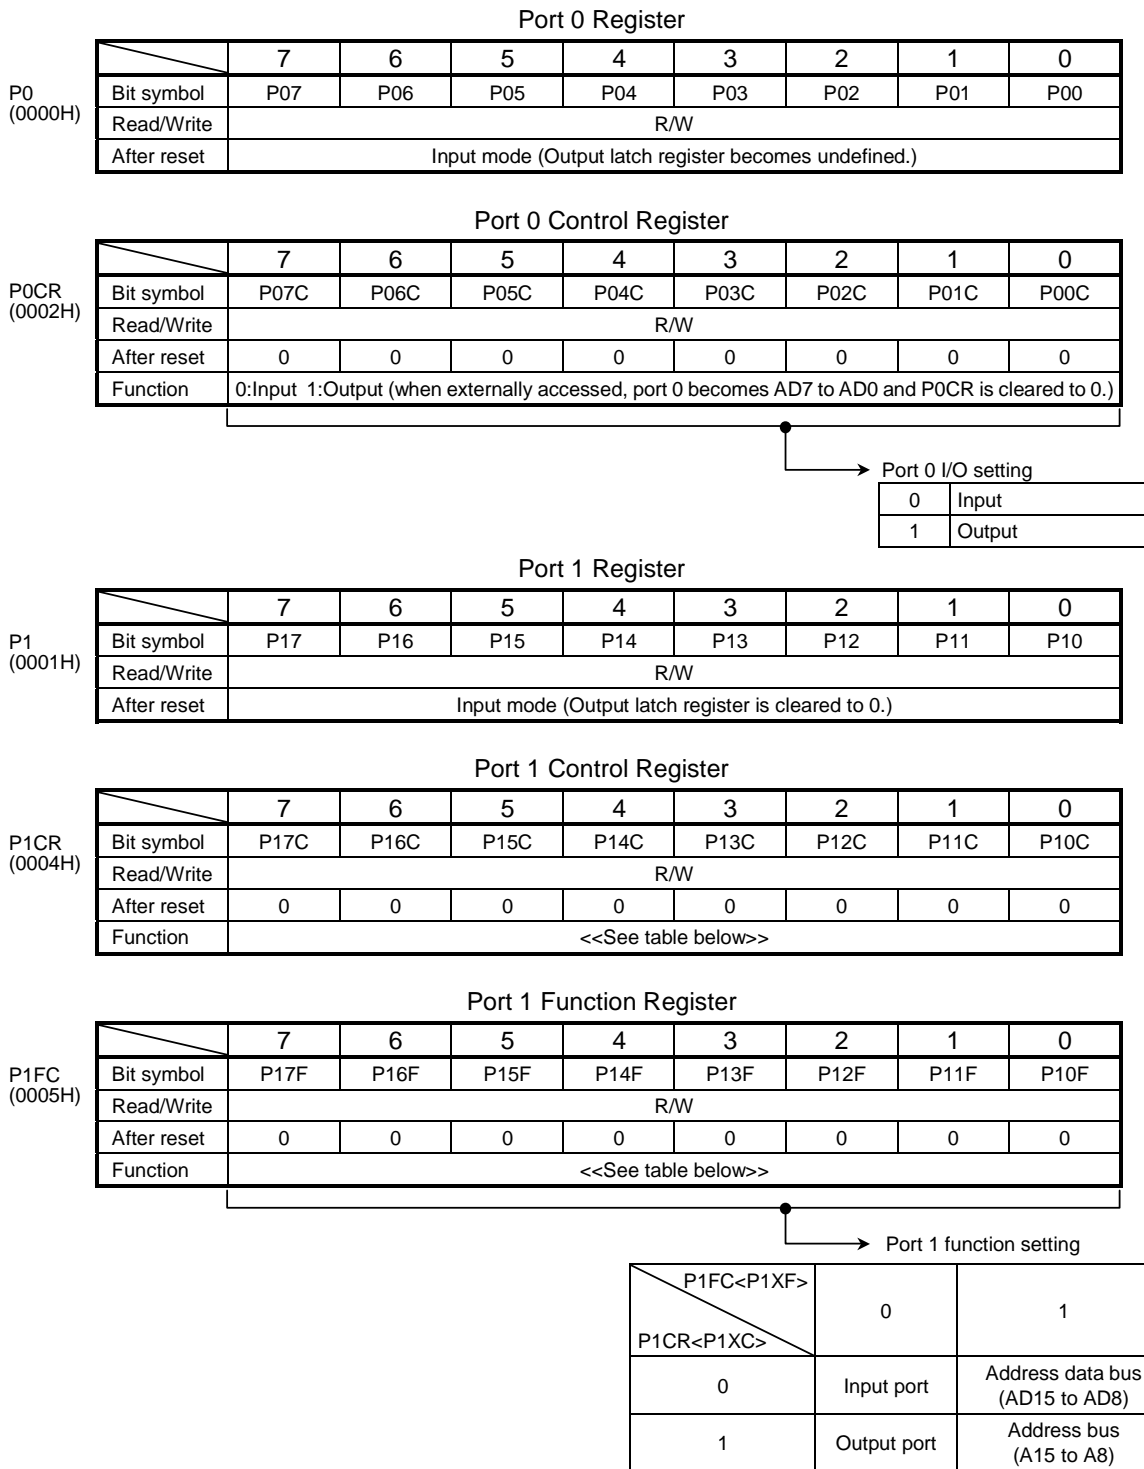 Port 0 Register
7 6 5 4 3 2 1 0
P0
(0000H)
Bit symbol P07 P06 P05 P04 P03 P02 P01 P00
Read/Write R/W
After reset Input mode (Output latch register becomes undefined.)
Port 0 Control Register
7 6 5 4 3 2 1 0
P0CR
(0002H)
Bit symbol P07C P06C P05C P04C P03C P02C P01C P00C
Read/Write R/W
After reset 0 0 0 0 0 0 0 0
Function 0:Input 1:Output (when externally accessed, port 0 becomes AD7 to AD0 and P0CR is cleared to 0.)
Port 0 I/O setting
0 Input
1 Output
Port 1 Register
7 6 5 4 3 2 1 0
P1
(0001H)
Bit symbol P17 P16 P15 P14 P13 P12 P11 P10
Read/Write R/W
After reset Input mode (Output latch register is cleared to 0.)
Port 1 Control Register
7 6 5 4 3 2 1 0
P1CR
(0004H)
Bit symbol P17C P16C P15C P14C P13C P12C P11C P10C
Read/Write R/W
After reset 0 0 0 0 0 0 0 0
Function <<See table below>>
Port 1 Function Register
7 6 5 4 3 2 1 0
P1FC
(0005H)
Bit symbol P17F P16F P15F P14F P13F P12F P11F P10F
Read/Write R/W
After reset 0 0 0 0 0 0 0 0
Function <<See table below>>
Port 1 function setting
P1FC<P1XF> 0 1
P1CR<P1XC>
0 Input port Address data bus
(AD15 to AD8)
1 Output port Address bus
(A15 to A8)